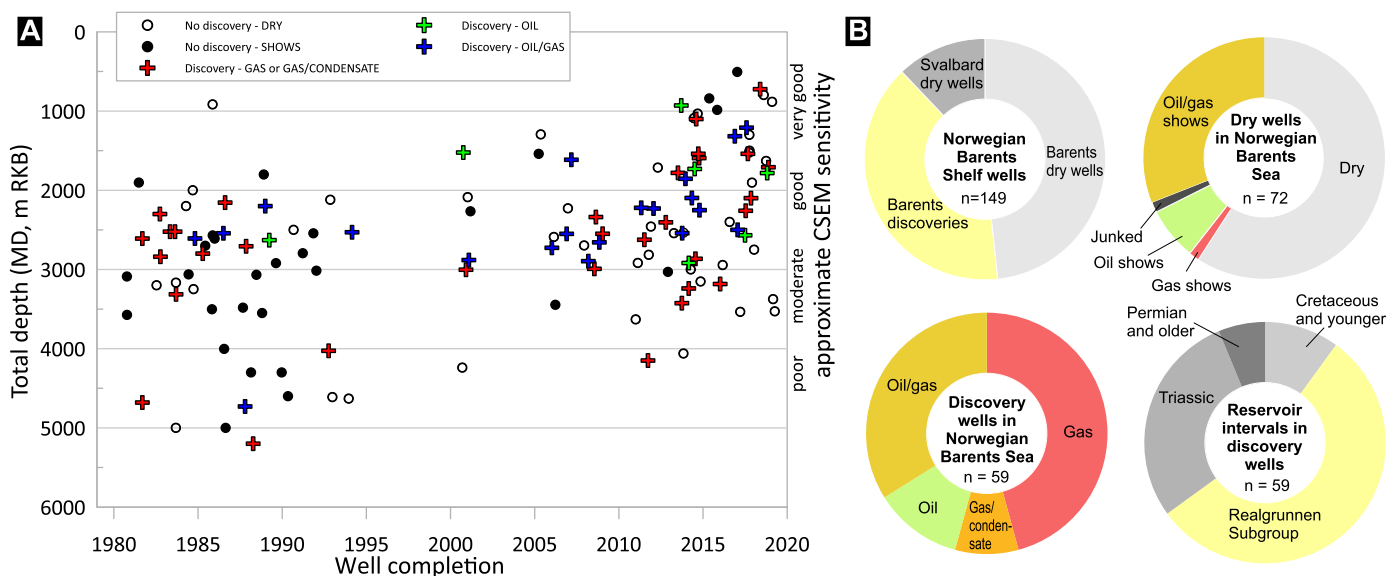 A
No discovery - DRY
No discovery - SHOWS
Discovery - GAS or GAS/CONDENSATE
Discovery - OIL
Discovery - OIL/GAS
Total depth (MD, m RKB)
0
1000
2000
3000
4000
5000
6000
1980
1985
1990
1995
2000
2005
2010
2015
2020
Well completion
very good
good
moderate
poor
approximate CSEM sensitivity
B
Svalbard
dry wells
Barents
dry wells
Barents
discoveries
Norwegian
Barents
Shelf wells
n=149
Oil/gas
shows
Dry
Junked
Oil shows
Gas shows
Dry wells
in Norwegian
Barents
Sea
n = 72
Oil/gas
Gas
Oil
Gas/
conden-
sate
Discovery
wells in
Norwegian
Barents Sea
n = 59
Permian
and older
Cretaceous
and younger
Triassic
Realgrunnen
Subgroup
Reservoir
intervals in
discovery
wells
n = 59